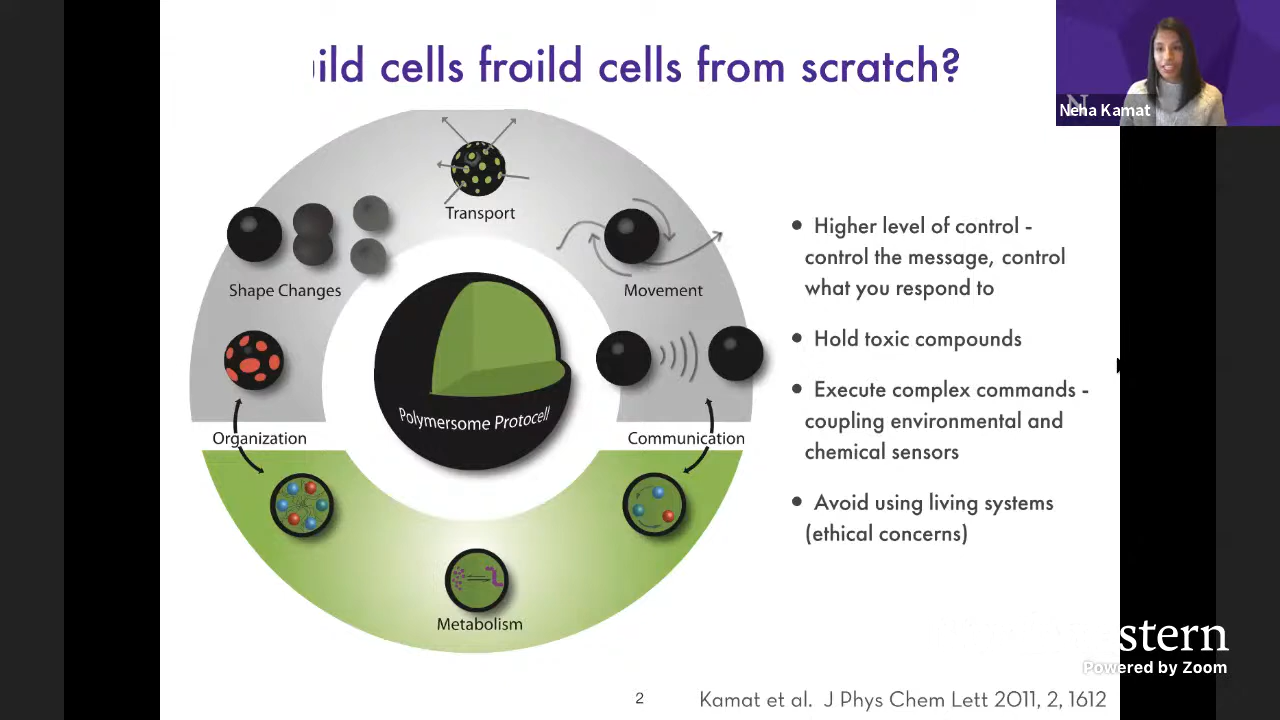 ild cells fraild cells from scratch?
Neha Kamat
Transport
Shape Changes
Movement
Polymersome Protocell
Organization
Communication
Metabolism
• Higher level of control -
control the message, control
what you respond to
• Hold toxic compounds
• Execute complex commands -
coupling environmental and
chemical sensors
• Avoid using living systems
(ethical concerns)
stern
Powered by Zoom
2
Kamat et al. J Phys Chem Lett 2011, 2, 1612